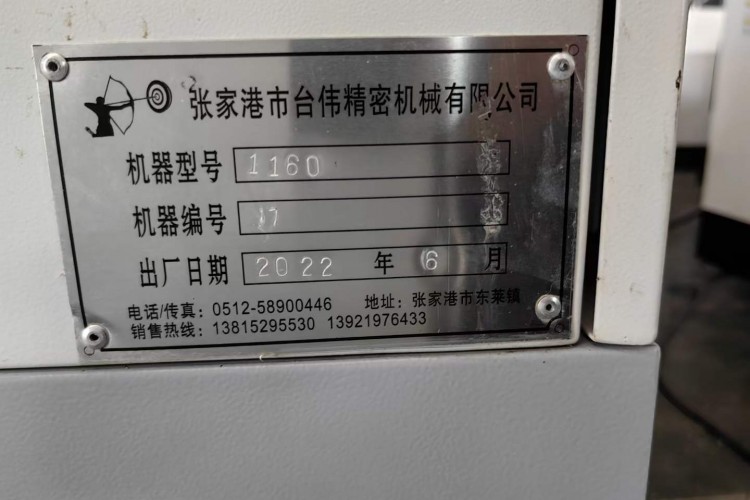 张家港市台伟精密机械有限公司
机器型号 1160
机器编号 17
出厂日期 2022 年 6 月
电话/传真：0512-58900446 地址：张家港市东莱镇
销售热线：13815295530 13921976433